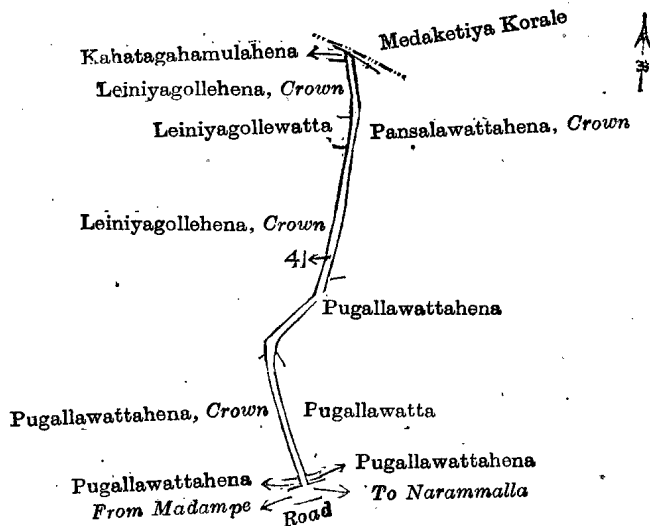 Medaketiya Korale
Kahatagahamulahena
Leiniyagollehena, Crown
Leiniyagollewatta
Pansalawattahena, Crown
Leiniyagollehena, Crown
41
Pugallawattahena
Pugallawattahena, Crown
Pugallawatta
Pugallawattahena
Pugallawattahena
From Madampe
To Narammalla
Road